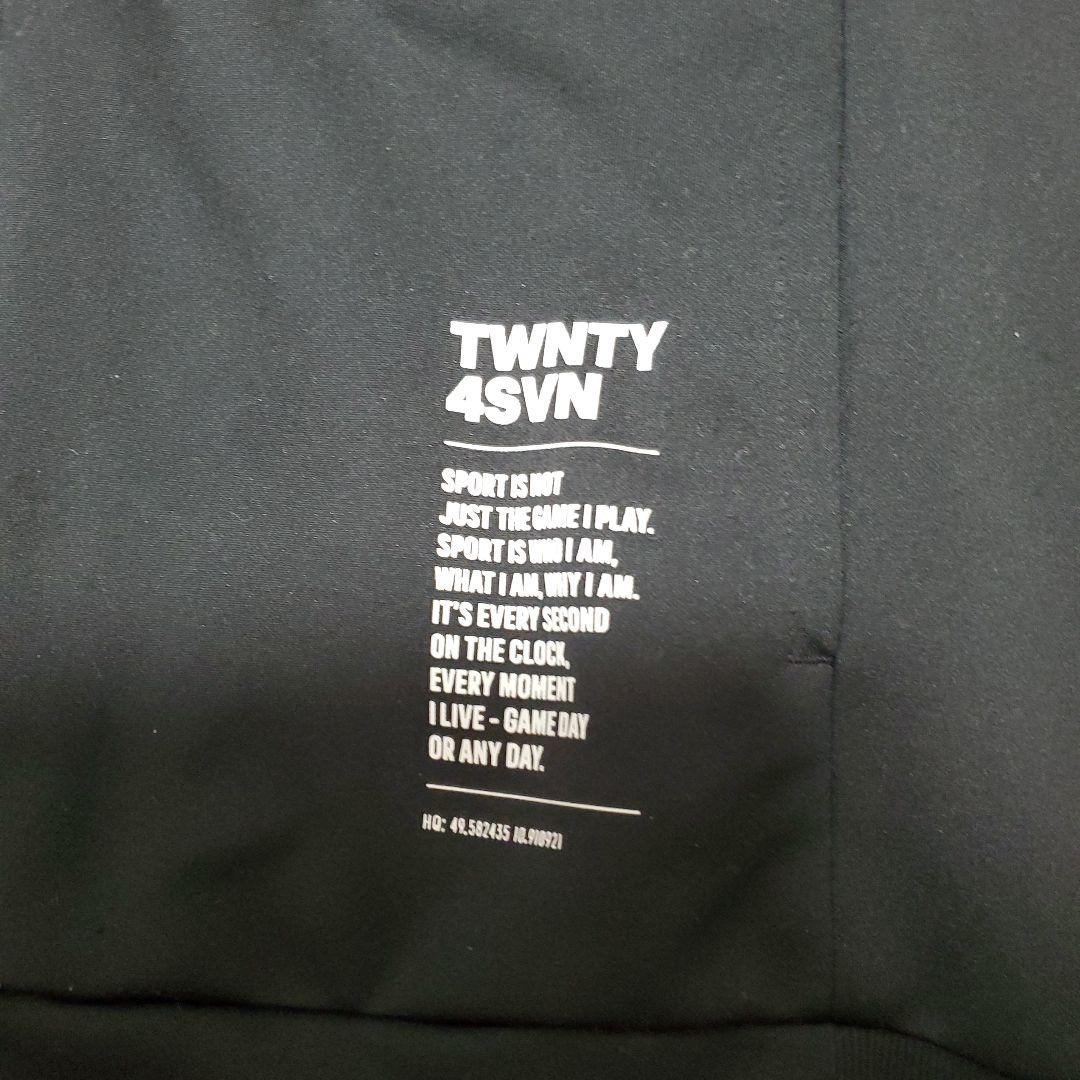 TWNTY
4SVN
SPORT IS NOT
JUST THE GAME I PLAY.
SPORT IS WHO I AM,
WHAT I AM, WHY I AM.
IT'S EVERY SECOND
ON THE CLOCK,
EVERY MOMENT
I LIVE - GAME DAY
OR ANY DAY.
HQ: 49.582435 10.910921